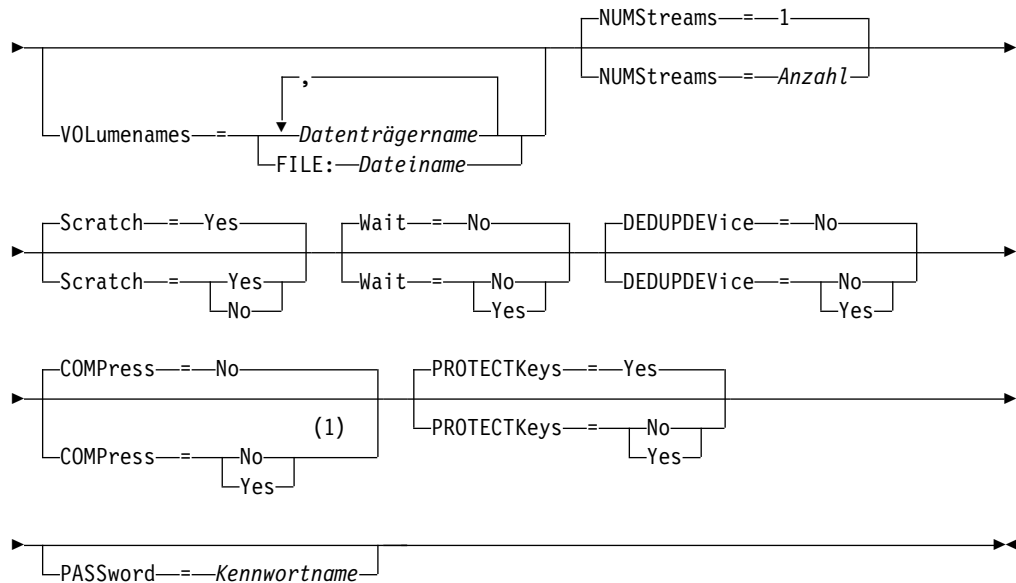 NUMStreams = 1
NUMStreams = Anzahl
,
VOLumenames = Datenträgername
FILE: Dateiname
Scratch = Yes
Wait = No
DEDUPDEVice = No
Scratch = Yes
No
Wait = No
Yes
DEDUPDEVice = No
Yes
COMPress = No
PROTECTKeys = Yes
(1)
COMPress = No
Yes
PROTECTKeys = No
Yes
PASSword = Kennwortname